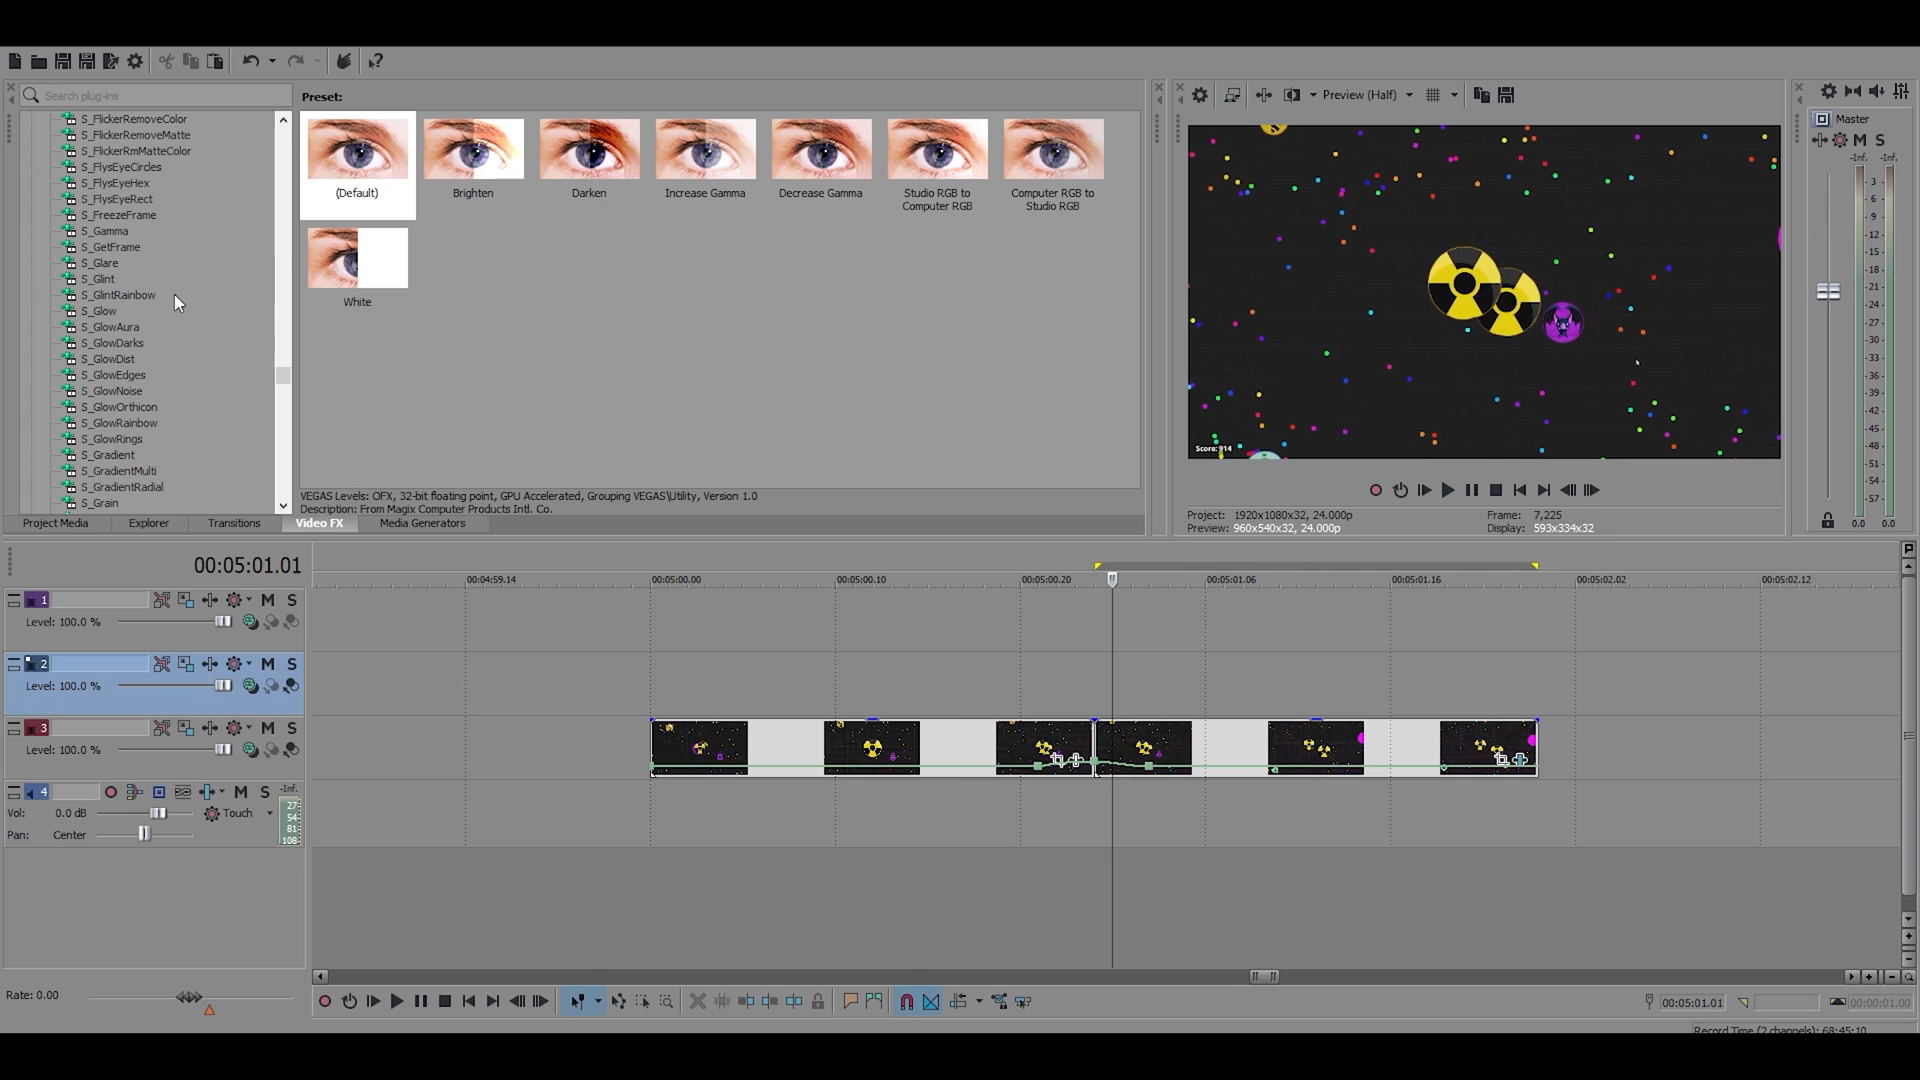 Search plug-ins
S_FlickerRemoveColor
S_FlickerRemoveMatte
S_FlickerRmMatteColor
S_FlysEyeCircles
S_FlysEyeHex
S_FlysEyeRect
S_FreezeFrame
S_Gamma
S_GetFrame
S_Glare
S_Glint
S_GlintRainbow
S_Glow
S_GlowAura
S_GlowDarks
S_GlowDist
S_GlowEdges
S_GlowNoise
S_GlowOrthicon
S_GlowRainbow
S_GlowRings
S_Gradient
S_GradientMulti
S_GradientRadial
S_Grain
Preset:
(Default)
Brighten
Darken
Increase Gamma
Decrease Gamma
Studio RGB to
Computer RGB
Computer RGB to
Studio RGB
White
VEGAS Levels: OFX, 32-bit floating point, GPU Accelerated, Grouping VEGAS\Utility, Version 1.0
Description: From Magix Computer Products Intl. Co.
Project Media Explorer Transitions Video FX Media Generators
Preview (Half)
Score: 914
Project: 1920x1080x32, 24.000p Frame: 7,225
Preview: 960x540x32, 24.000p Display: 593x334x32
Master
M S
-Inf. -Inf.
3
6
9
12
15
18
21
24
27
30
33
36
39
42
45
48
51
54
57
0.0 0.0
00:05:01.01
00:04:59.14 00:05:00.00 00:05:00.10 00:05:00.20 00:05:01.06 00:05:01.16 00:05:02.02 00:05:02.12
1 M S
Level: 100.0 %
2 M S
Level: 100.0 %
3 M S
Level: 100.0 %
4 M S -Inf.
Vol: 0.0 dB Touch
Pan: Center
27
54
81
108
Rate: 0.00
00:05:01.01 00:00:01.00
Record Time (2 channels): 68:45:10